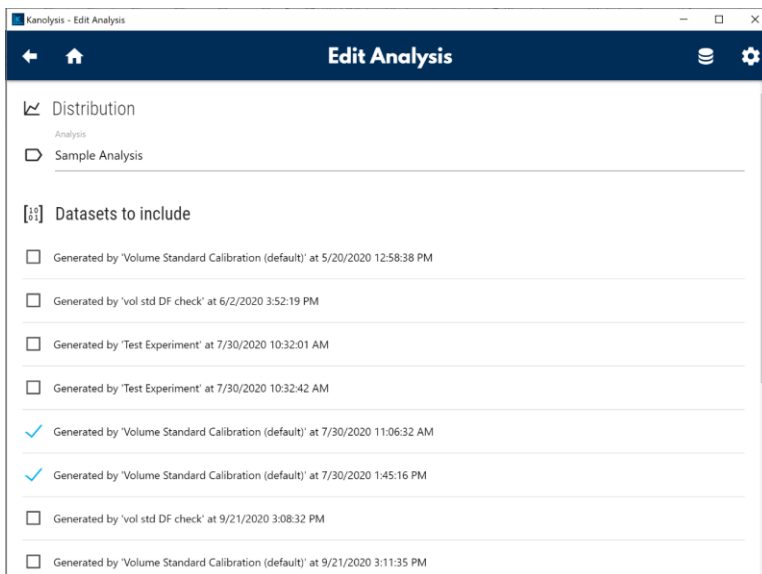 Kanolysis - Edit Analysis
Edit Analysis
Distribution
Analysis
Sample Analysis
Datasets to include
Generated by 'Volume Standard Calibration (default)' at 5/20/2020 12:58:38 PM
Generated by 'vol std DF check' at 6/2/2020 3:52:19 PM
Generated by 'Test Experiment' at 7/30/2020 10:32:01 AM
Generated by 'Test Experiment' at 7/30/2020 10:32:42 AM
Generated by 'Volume Standard Calibration (default)' at 7/30/2020 11:06:32 AM
Generated by 'Volume Standard Calibration (default)' at 7/30/2020 1:45:16 PM
Generated by 'vol std DF check' at 9/21/2020 3:08:32 PM
Generated by 'Volume Standard Calibration (default)' at 9/21/2020 3:11:35 PM